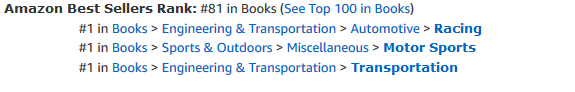 Amazon Best Sellers Rank: #81 in Books (See Top 100 in Books)
#1 in Books > Engineering & Transportation > Automotive > Racing
#1 in Books > Sports & Outdoors > Miscellaneous > Motor Sports
#1 in Books > Engineering & Transportation > Transportation